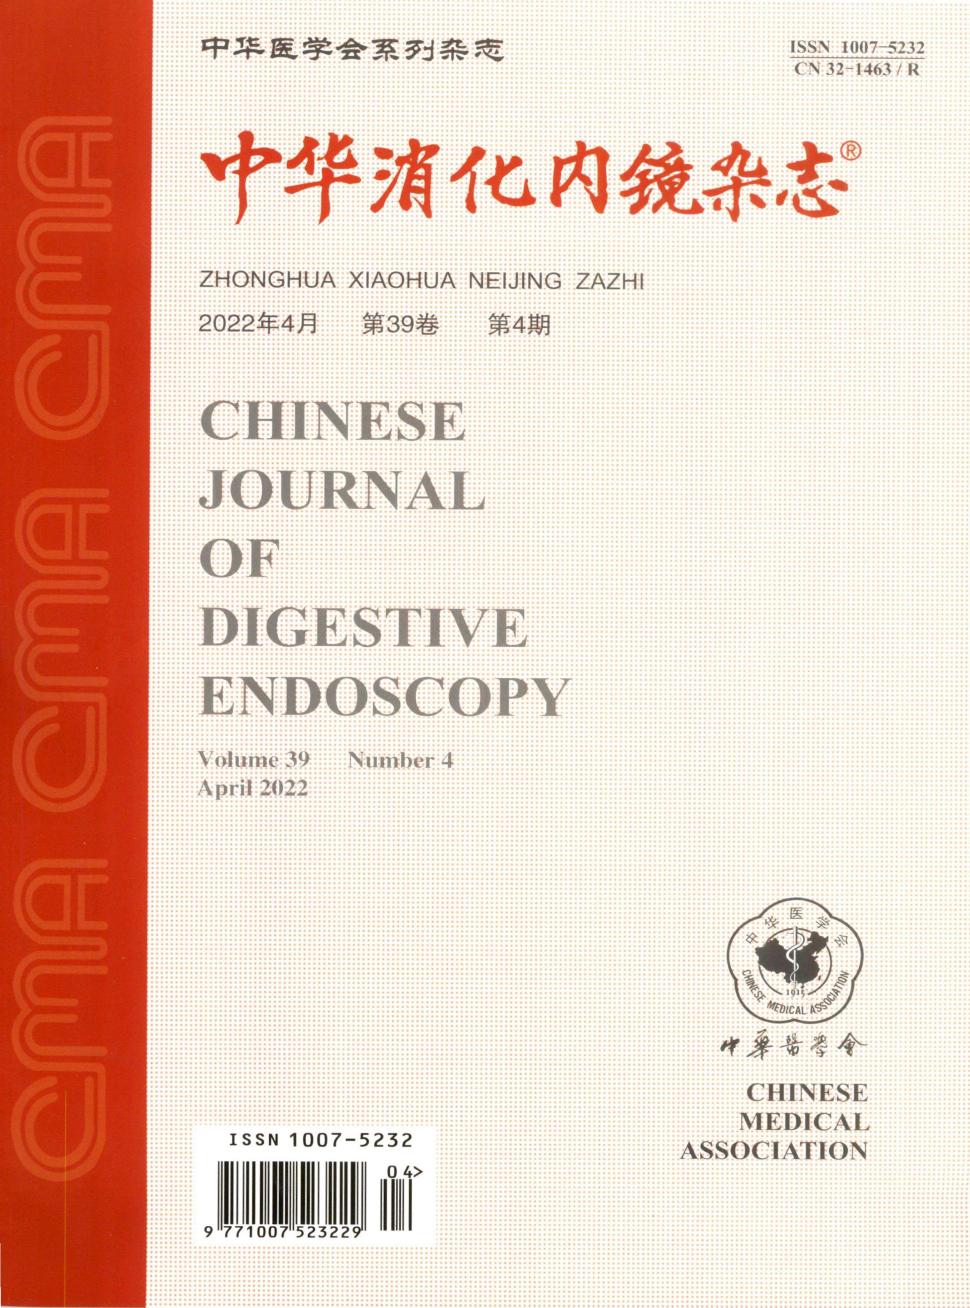 中华医学会系列杂志
ISSN 1007-5232
CN 32-1463 / R
中华消化内镜杂志®
ZHONGHUA XIAOHUA NEIJING ZAZHI
2022年4月 第39卷 第4期
CHINESE
JOURNAL
OF
DIGESTIVE
ENDOSCOPY
Volume 39 Number 4
April 2022
CMA CMA CMA
中华医学会
1915
CHINESE MEDICAL ASSOCIATION
中華醫學會
CHINESE
MEDICAL
ASSOCIATION
ISSN 1007-5232
04>
9 771007 523229